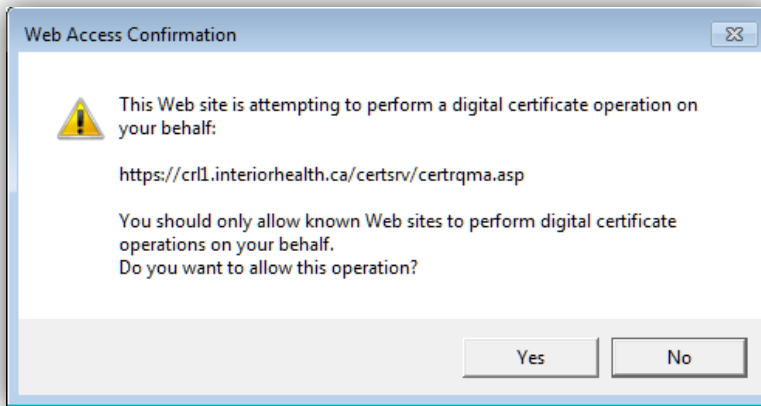 Web Access Confirmation
This Web site is attempting to perform a digital certificate operation on
your behalf:
https://crl1.interiorhealth.ca/certsrv/certrqma.asp
You should only allow known Web sites to perform digital certificate
operations on your behalf.
Do you want to allow this operation?
Yes No